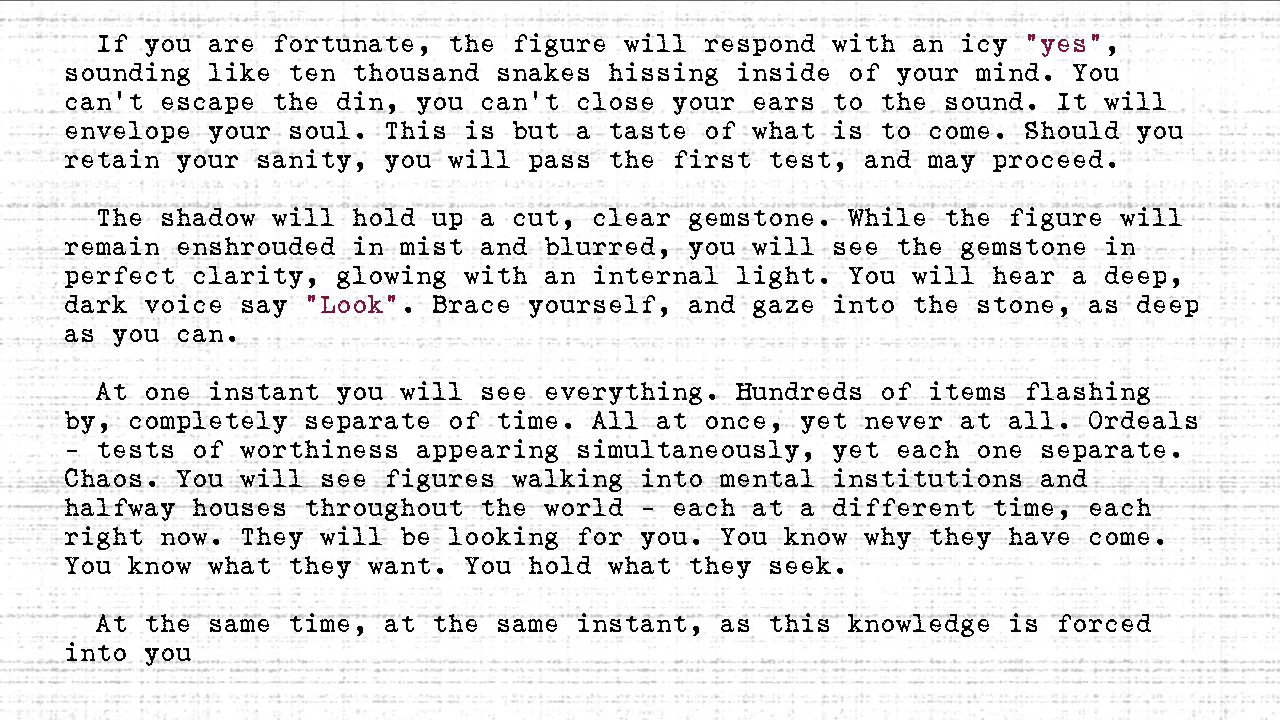 If you are fortunate, the figure will respond with an icy "yes",
sounding like ten thousand snakes hissing inside of your mind. You
can't escape the din, you can't close your ears to the sound. It will
envelope your soul. This is but a taste of what is to come. Should you
retain your sanity, you will pass the first test, and may proceed.
The shadow will hold up a cut, clear gemstone. While the figure will
remain enshrouded in mist and blurred, you will see the gemstone in
perfect clarity, glowing with an internal light. You will hear a deep,
dark voice say "Look". Brace yourself, and gaze into the stone, as deep
as you can.
At one instant you will see everything. Hundreds of items flashing
by, completely separate of time. All at once, yet never at all. Ordeals
- tests of worthiness appearing simultaneously, yet each one separate.
Chaos. You will see figures walking into mental institutions and
halfway houses throughout the world - each at a different time, each
right now. They will be looking for you. You know why they have come.
You know what they want. You hold what they seek.
At the same time, at the same instant, as this knowledge is forced
into you